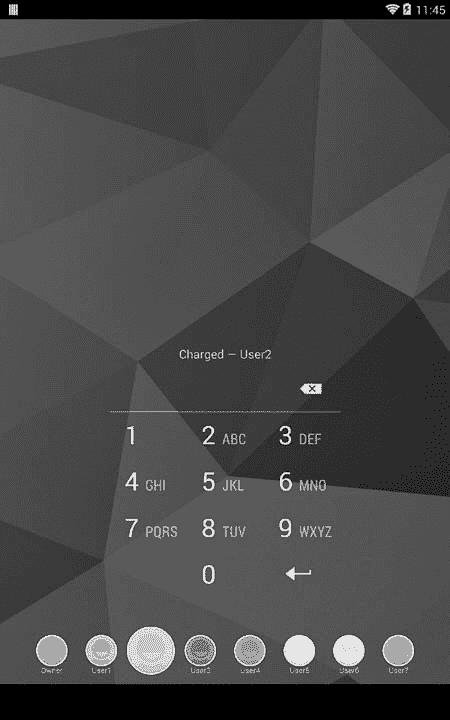 11:45
Charged – User2
1
2 ABC
3 DEF
4 GHI
5 JKL
6 MNO
7 PQRS
8 TUV
9 WXYZ
0
Owner
User1
User3
User4
User5
User6
User7